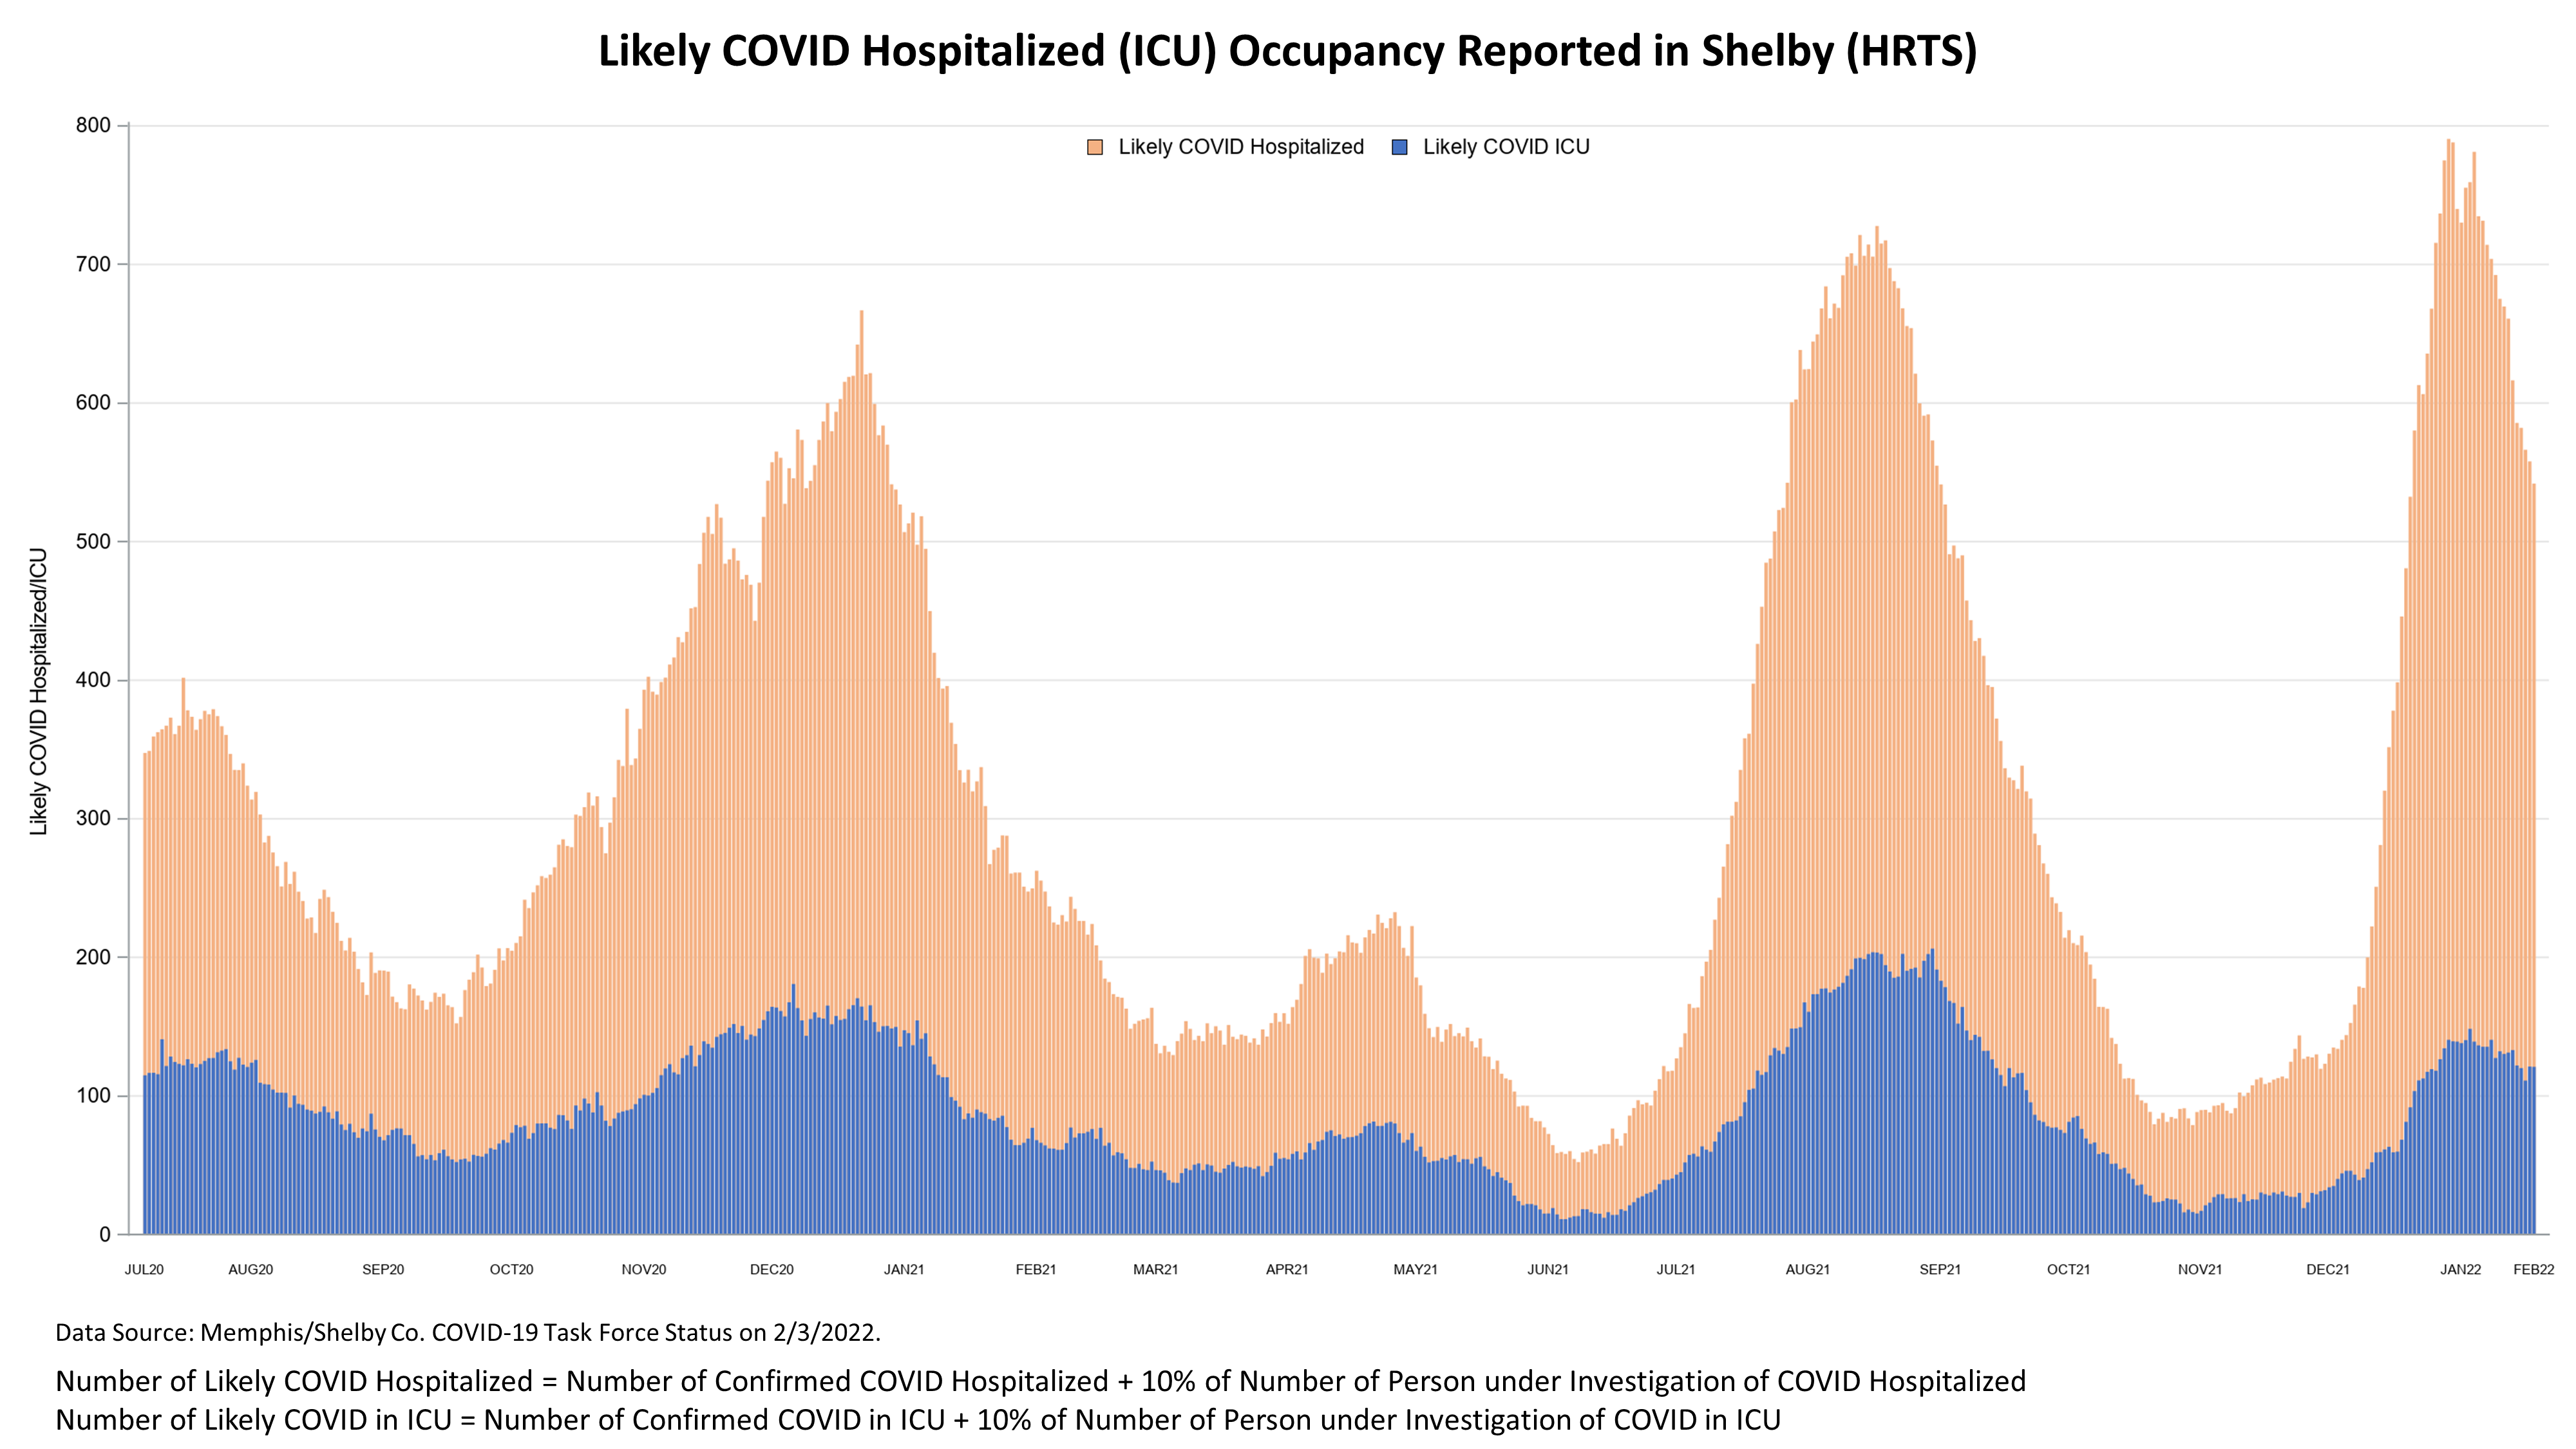 Likely COVID Hospitalized (ICU) Occupancy Reported in Shelby (HRTS)
Likely COVID Hospitalized Likely COVID ICU
Likely COVID Hospitalized/ICU
800
700
600
500
400
300
200
100
0
JUL20 AUG20 SEP20 OCT20 NOV20 DEC20 JAN21 FEB21 MAR21 APR21 MAY21 JUN21 JUL21 AUG21 SEP21 OCT21 NOV21 DEC21 JAN22 FEB22
Data Source: Memphis/Shelby Co. COVID-19 Task Force Status on 2/3/2022.
Number of Likely COVID Hospitalized = Number of Confirmed COVID Hospitalized + 10% of Number of Person under Investigation of COVID Hospitalized
Number of Likely COVID in ICU = Number of Confirmed COVID in ICU + 10% of Number of Person under Investigation of COVID in ICU